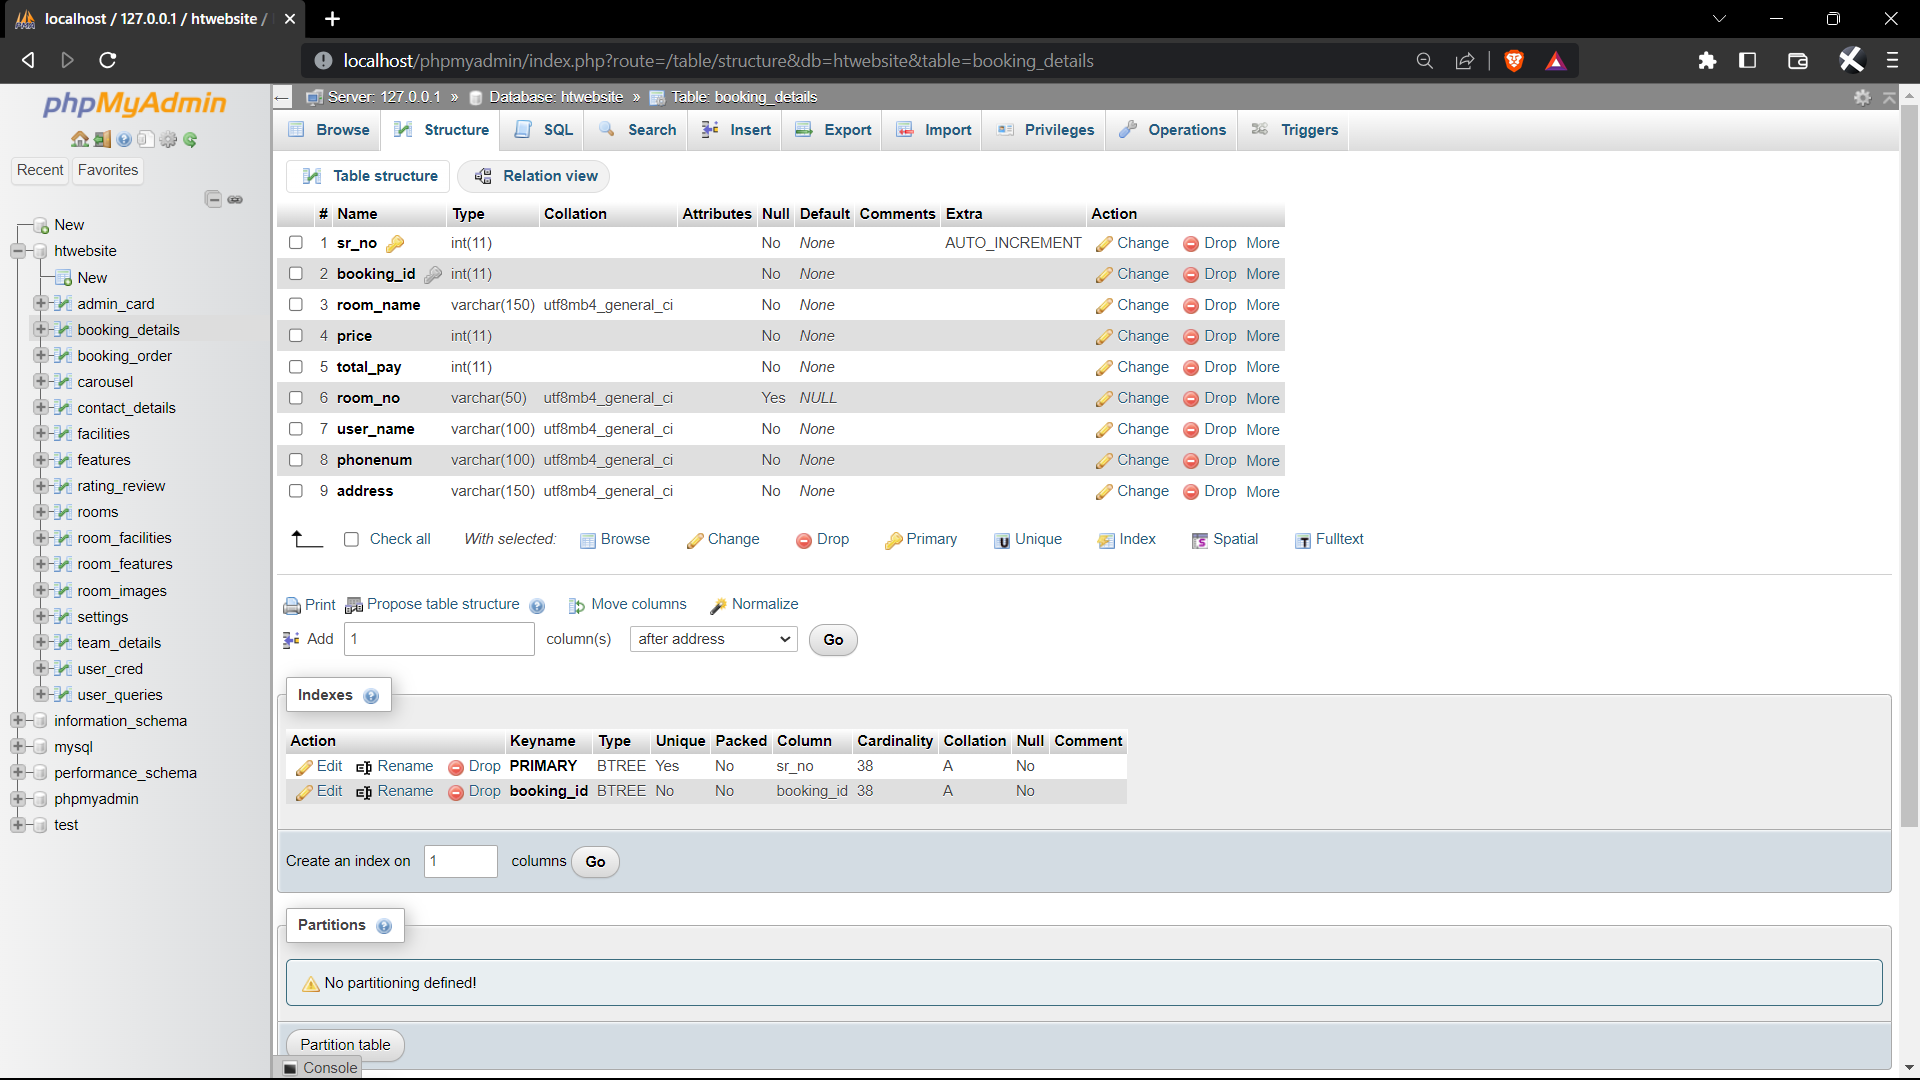 localhost / 127.0.0.1 / htwebsite /
localhost/phpmyadmin/index.php?route=/table/structure&db=htwebsite&table=booking_details
phpMyAdmin
Recent Favorites
New
htwebsite
New
admin_card
booking_details
booking_order
carousel
contact_details
facilities
features
rating_review
rooms
room_facilities
room_features
room_images
settings
team_details
user_cred
user_queries
information_schema
mysql
performance_schema
phpmyadmin
test
Server: 127.0.0.1 » Database: htwebsite » Table: booking_details
Browse Structure SQL Search Insert Export Import Privileges Operations Triggers
Table structure Relation view
# Name Type Collation Attributes Null Default Comments Extra Action
1 sr_no int(11) No None AUTO_INCREMENT Change Drop More
2 booking_id int(11) No None Change Drop More
3 room_name varchar(150) utf8mb4_general_ci No None Change Drop More
4 price int(11) No None Change Drop More
5 total_pay int(11) No None Change Drop More
6 room_no varchar(50) utf8mb4_general_ci Yes NULL Change Drop More
7 user_name varchar(100) utf8mb4_general_ci No None Change Drop More
8 phonenum varchar(100) utf8mb4_general_ci No None Change Drop More
9 address varchar(150) utf8mb4_general_ci No None Change Drop More
Check all With selected: Browse Change Drop Primary Unique Index Spatial Fulltext
Print Propose table structure Move columns Normalize
Add 1 column(s) after address Go
Indexes
Action Keyname Type Unique Packed Column Cardinality Collation Null Comment
Edit Rename Drop PRIMARY BTREE Yes No sr_no 38 A No
Edit Rename Drop booking_id BTREE No No booking_id 38 A No
Create an index on 1 columns Go
Partitions
No partitioning defined!
Partition table
Console